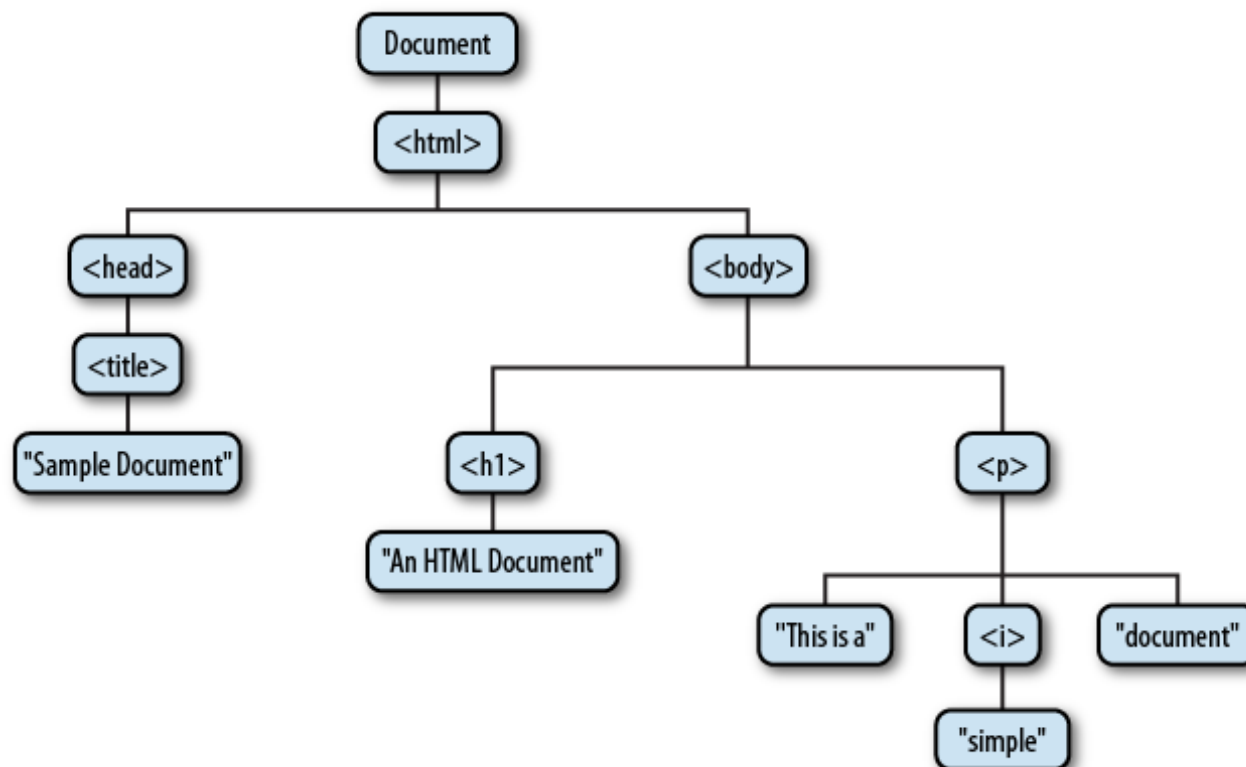 Document
<html>
<head>
<body>
<title>
"Sample Document"
<h1>
<p>
"An HTML Document"
"This is a"
<i>
"document"
"simple"